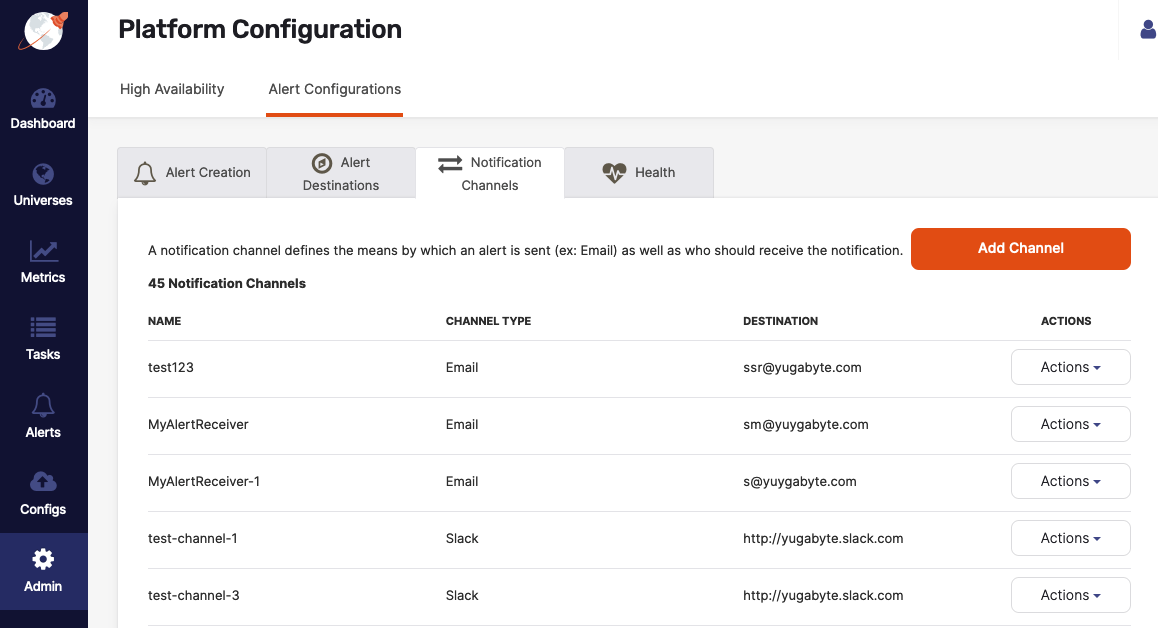 Platform Configuration
High Availability
Alert Configurations
Dashboard
Universes
Metrics
Tasks
Alerts
Configs
Admin
Alert Creation
Alert
Destinations
Notification
Channels
Health
A notification channel defines the means by which an alert is sent (ex: Email) as well as who should receive the notification.
Add Channel
45 Notification Channels
NAME CHANNEL TYPE DESTINATION ACTIONS
test123 Email ssr@yugabyte.com Actions
MyAlertReceiver Email sm@yuygabyte.com Actions
MyAlertReceiver-1 Email s@yuygabyte.com Actions
test-channel-1 Slack http://yugabyte.slack.com Actions
test-channel-3 Slack http://yugabyte.slack.com Actions